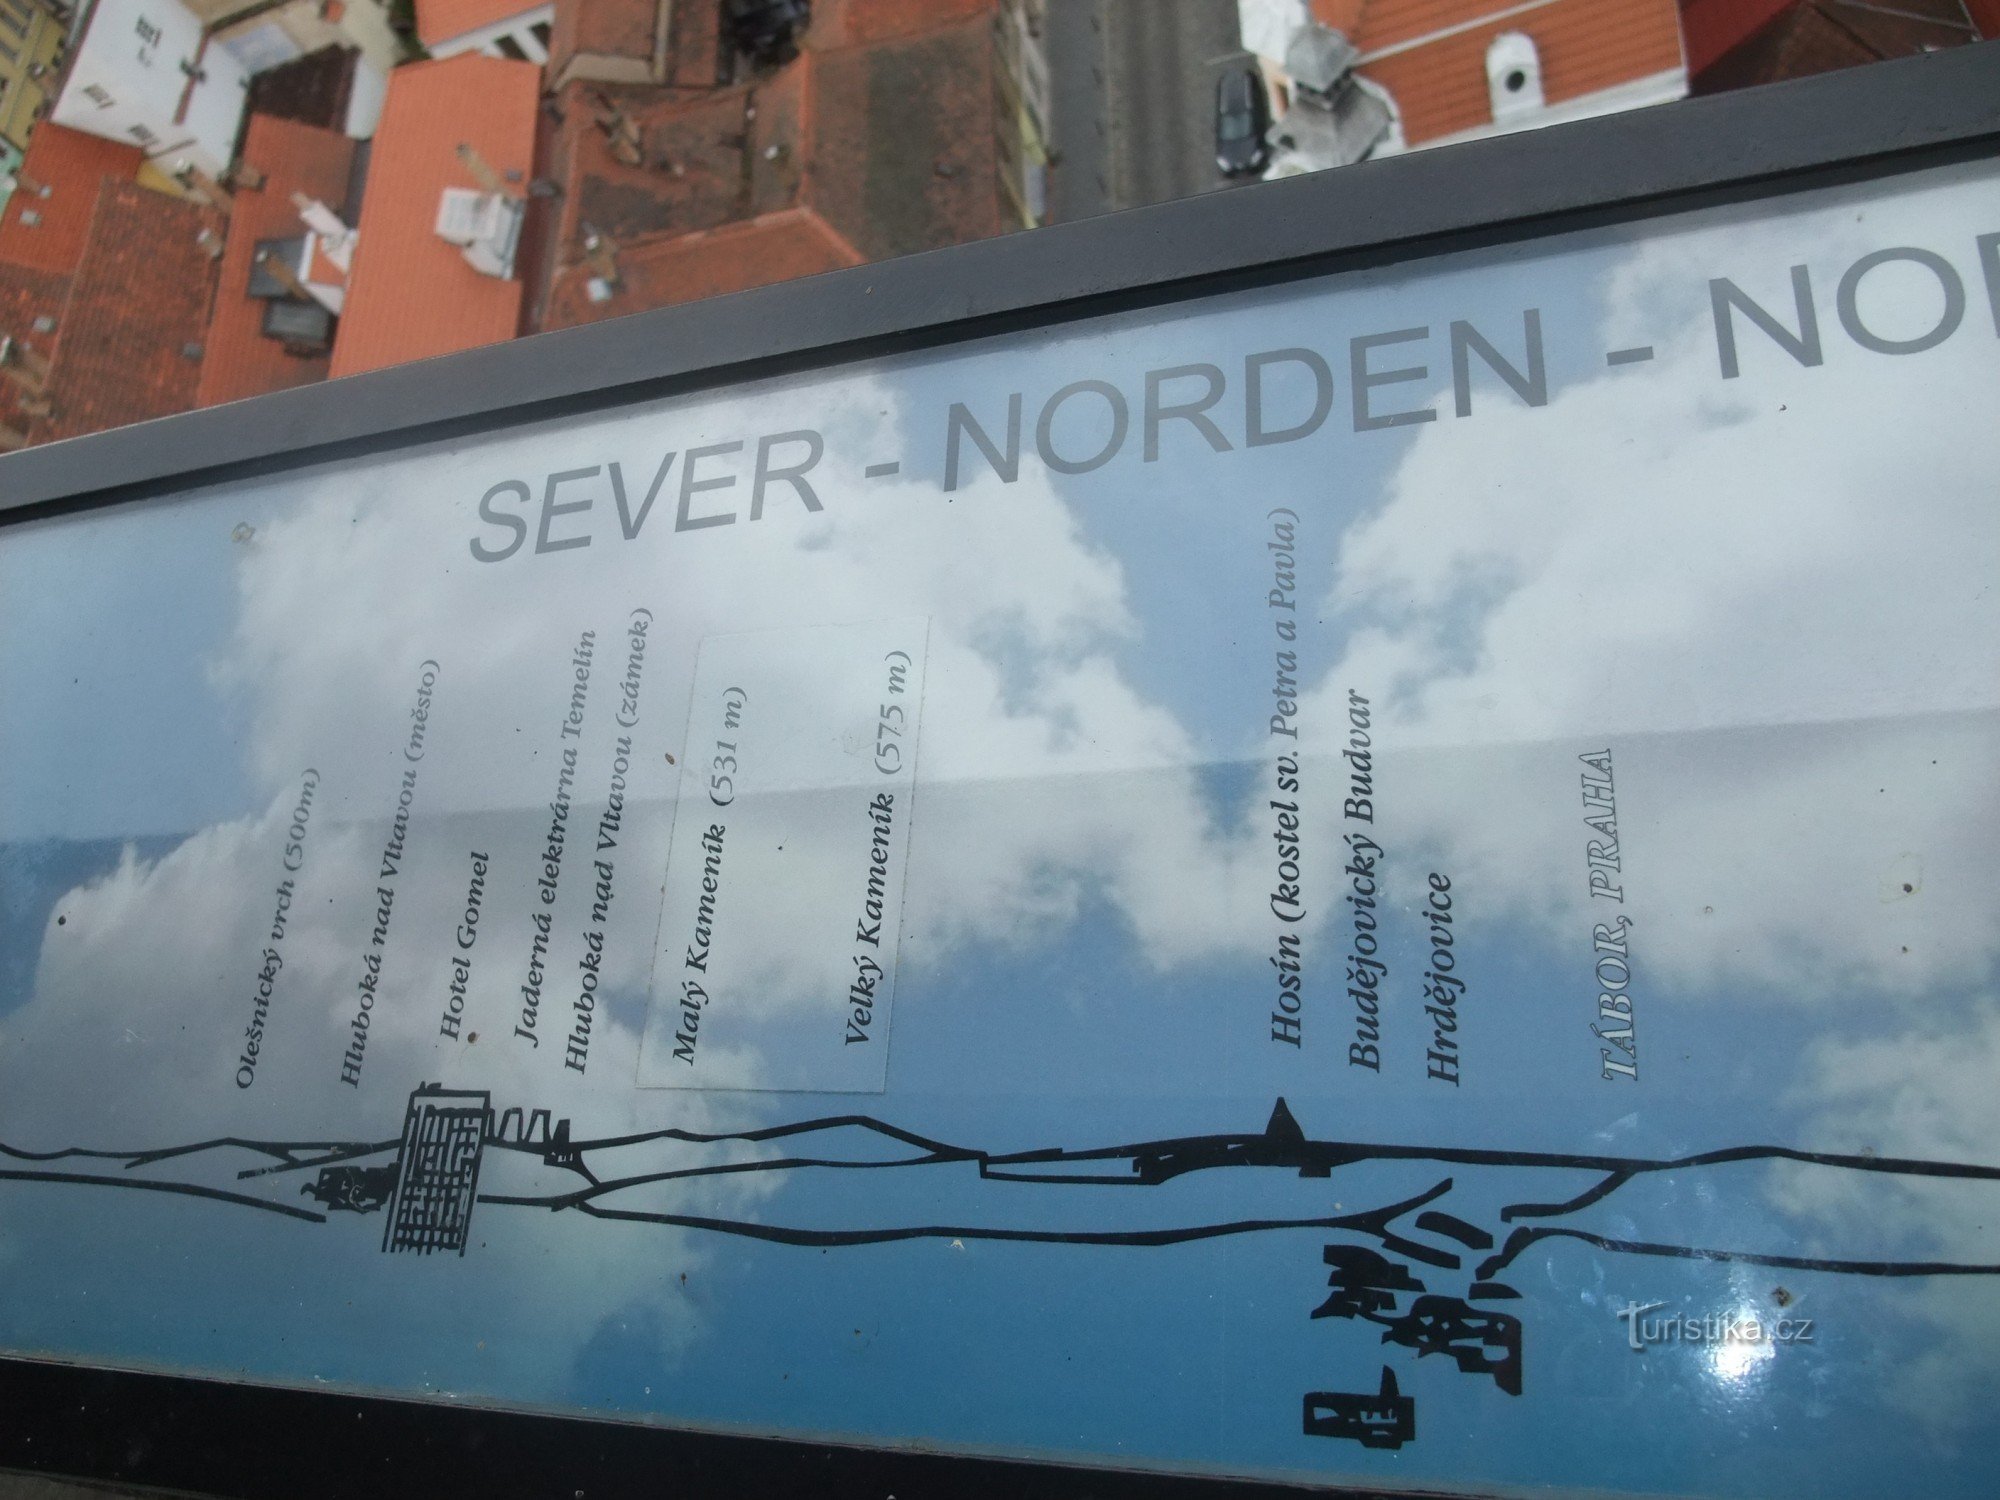 SEVER - NORDEN - NO
Olešnický vrch (500m)
Hluboká nad Vltavou (město)
Hotel Gomel
Jaderná elektrárna Temelín
Hluboká nad Vltavou (zámek)
Malý Kameník (531 m)
Velký Kameník (575 m)
Hosín (kostel sv. Petra a Pavla)
Budějovický Budvar
Hrdějovice
TÁBOR, PRAHA
Turistika.cz